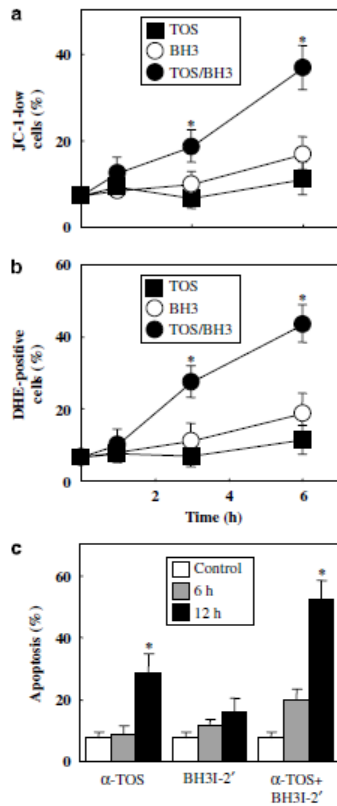 a
TOS
BH3
TOS/BH3
*
*
40
20
0
JC-1-low
cells (%)
b
TOS
BH3
TOS/BH3
*
*
60
40
20
0
DHE-positive
cells (%)
2
4
6
Time (h)
c
Control
6 h
12 h
*
*
60
40
20
0
Apoptosis (%)
α-TOS
BH3I-2′
α-TOS+
BH3I-2′